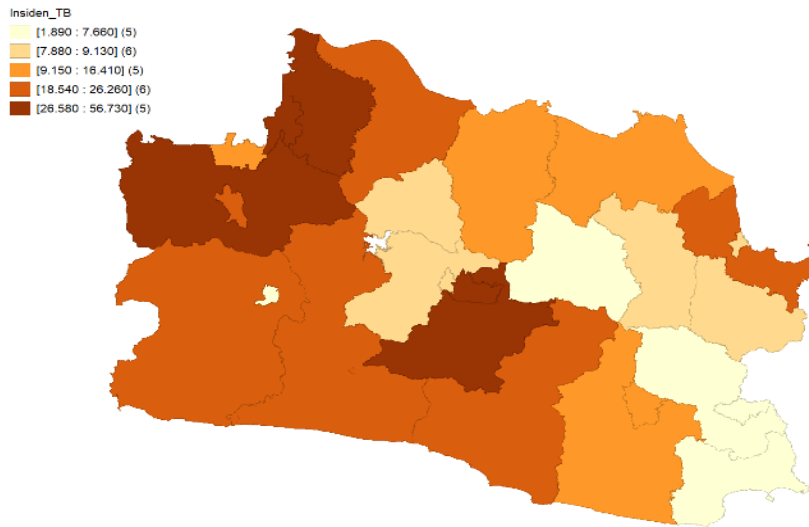 Insiden_TB
[1.890 : 7.660] (5)
[7.880 : 9.130] (6)
[9.150 : 16.410] (5)
[18.540 : 26.260] (6)
[26.580 : 56.730] (5)